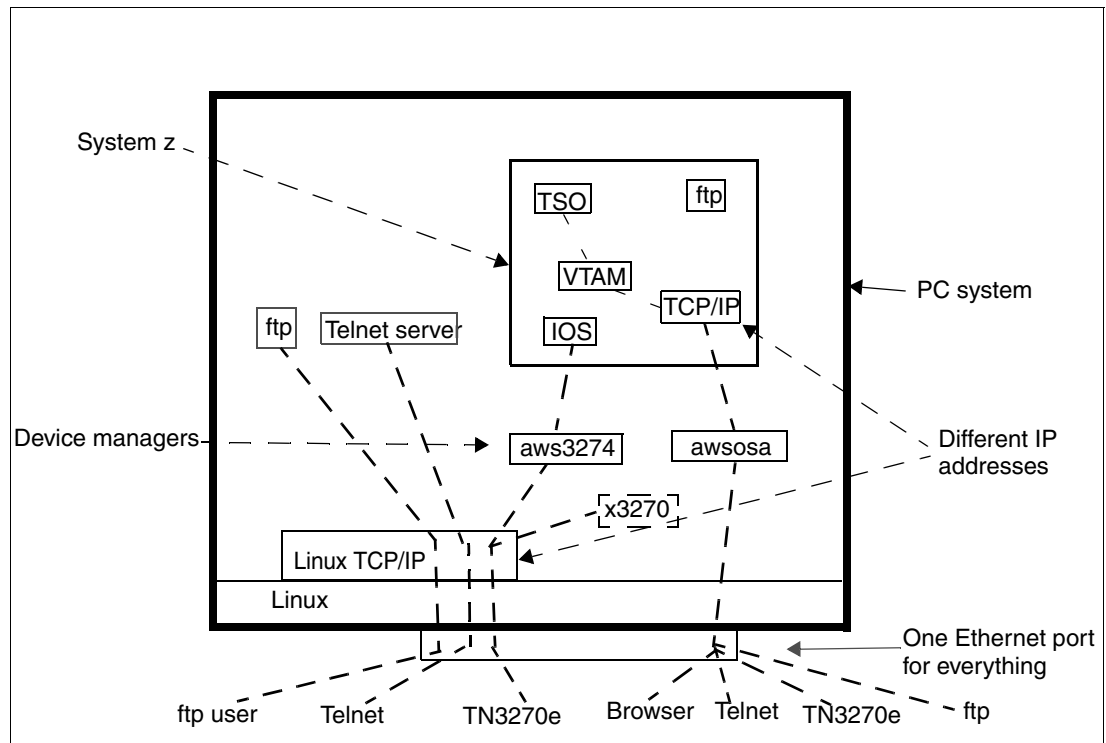 System z
TSO
ftp
VTAM
TCP/IP
PC system
ftp
Telnet server
IOS
Device managers
aws3274
awsosa
Different IP
addresses
x3270
Linux TCP/IP
Linux
One Ethernet port
for everything
ftp user
Telnet
TN3270e
Browser
Telnet
TN3270e
ftp